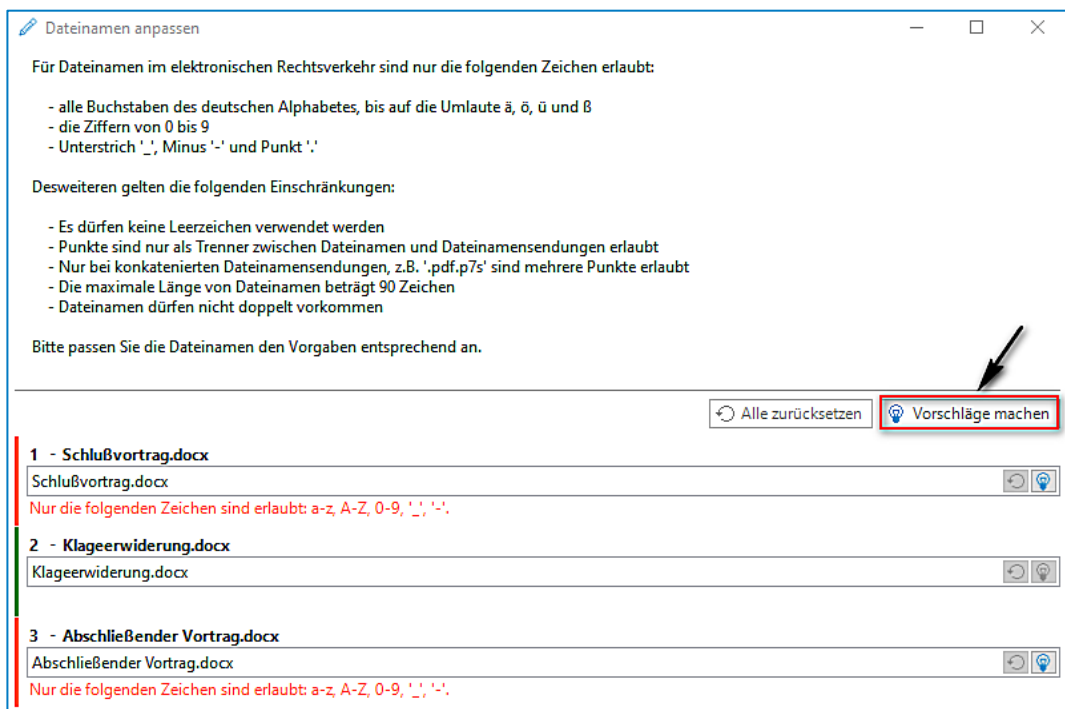 Dateinamen anpassen
Für Dateinamen im elektronischen Rechtsverkehr sind nur die folgenden Zeichen erlaubt:
- alle Buchstaben des deutschen Alphabetes, bis auf die Umlaute ä, ö, ü und ß
- die Ziffern von 0 bis 9
- Unterstrich '_', Minus '-' und Punkt '.'
Desweiteren gelten die folgenden Einschränkungen:
- Es dürfen keine Leerzeichen verwendet werden
- Punkte sind nur als Trenner zwischen Dateinamen und Dateinamensendungen erlaubt
- Nur bei konkatenierten Dateinamensendungen, z.B. '.pdf.p7s' sind mehrere Punkte erlaubt
- Die maximale Länge von Dateinamen beträgt 90 Zeichen
- Dateinamen dürfen nicht doppelt vorkommen
Bitte passen Sie die Dateinamen den Vorgaben entsprechend an.
Alle zurücksetzen Vorschläge machen
1 - Schlußvortrag.docx
Schlußvortrag.docx
Nur die folgenden Zeichen sind erlaubt: a-z, A-Z, 0-9, '_', '-'.
2 - Klageerwiderung.docx
Klageerwiderung.docx
3 - Abschließender Vortrag.docx
Abschließender Vortrag.docx
Nur die folgenden Zeichen sind erlaubt: a-z, A-Z, 0-9, '_', '-'.